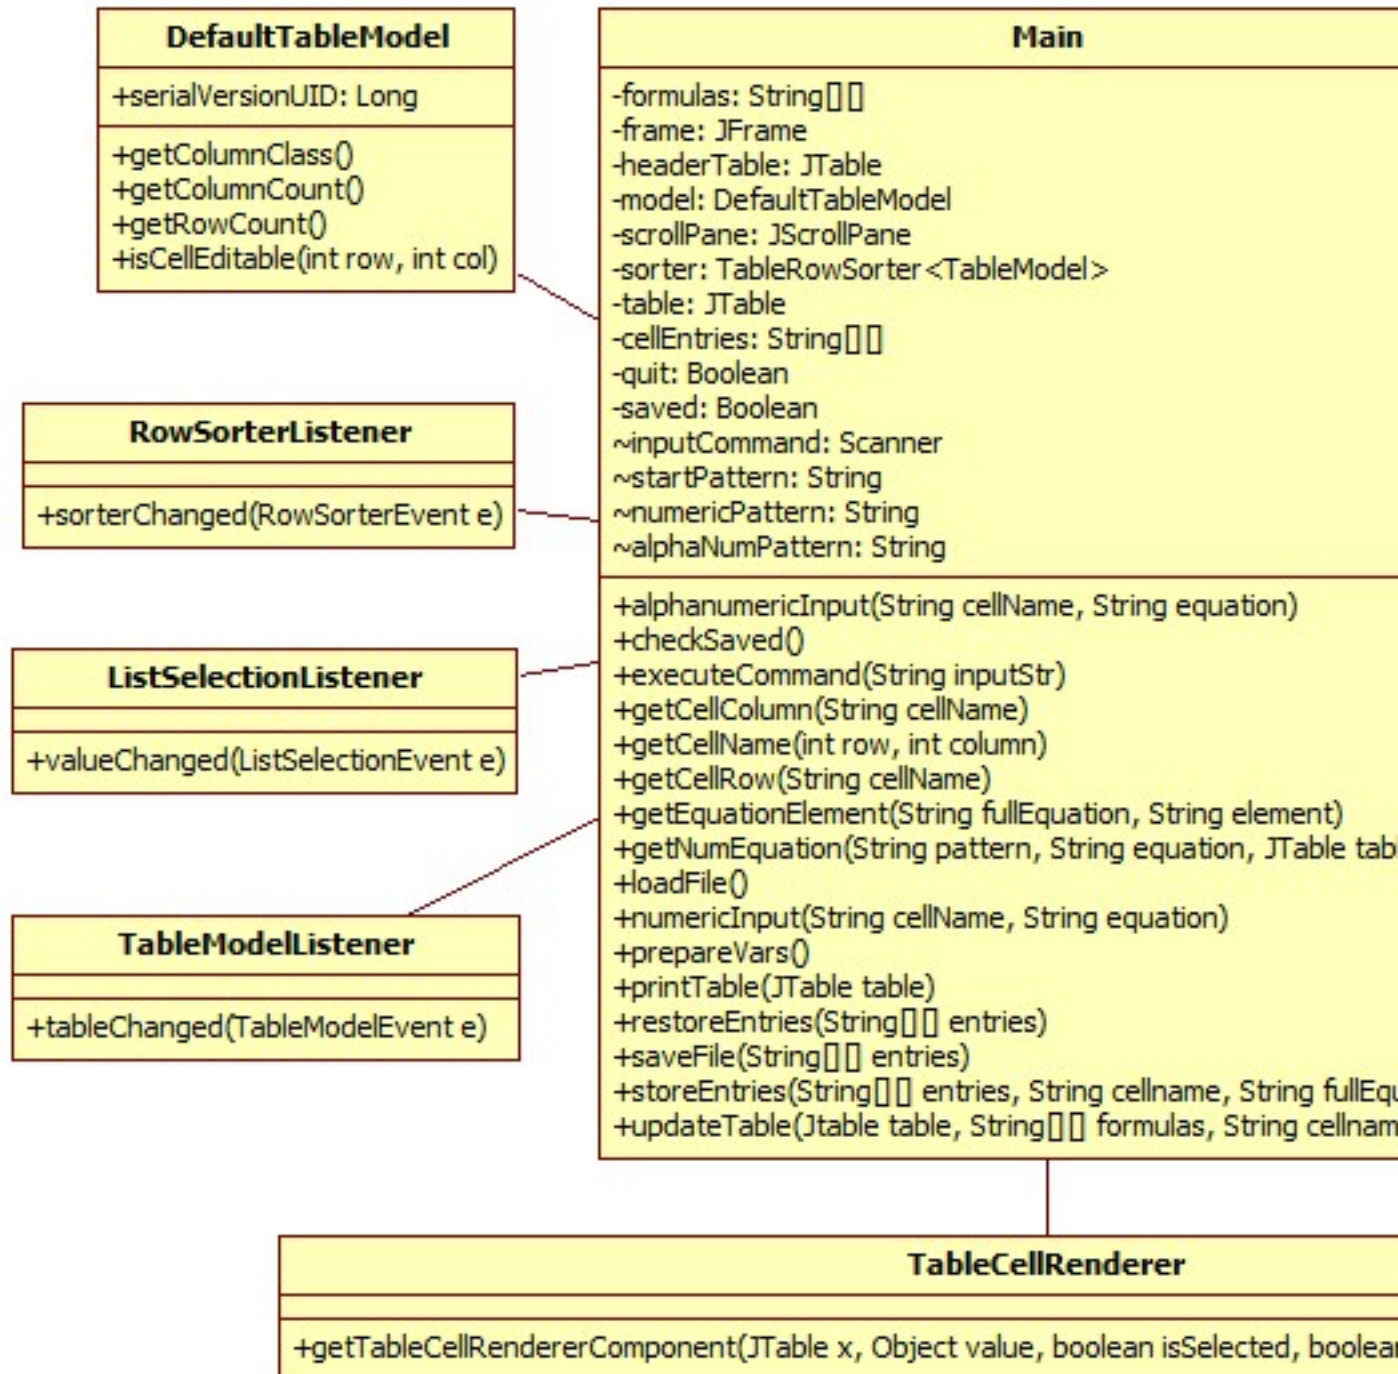 DefaultTableModel
+serialVersionUID: Long
+getColumnClass()
+getColumnCount()
+getRowCount()
+isCellEditable(int row, int col)
RowSorterListener
+sorterChanged(RowSorterEvent e)
ListSelectionListener
+valueChanged(ListSelectionEvent e)
TableModelListener
+tableChanged(TableModelEvent e)
Main
-formulas: String[][]
-frame: JFrame
-headerTable: JTable
-model: DefaultTableModel
-scrollPane: JScrollPane
-sorter: TableRowSorter<TableModel>
-table: JTable
-cellEntries: String[][]
-quit: Boolean
-saved: Boolean
~inputCommand: Scanner
~startPattern: String
~numericPattern: String
~alphaNumPattern: String
+alphanumericInput(String cellName, String equation)
+checkSaved()
+executeCommand(String inputStr)
+getCellColumn(String cellName)
+getCellName(int row, int column)
+getCellRow(String cellName)
+getEquationElement(String fullEquation, String element)
+getNumEquation(String pattern, String equation, JTable
+loadFile()
+numericInput(String cellName, String equation)
+prepareVars()
+printTable(JTable table)
+restoreEntries(String[][] entries)
+saveFile(String[][] entries)
+storeEntries(String[][] entries, String cellname, String
+updateTable(Jtable table, String[][] formulas, String
TableCellRenderer
+getTableCellRendererComponent(JTable x, Object value, boolean isSelected,